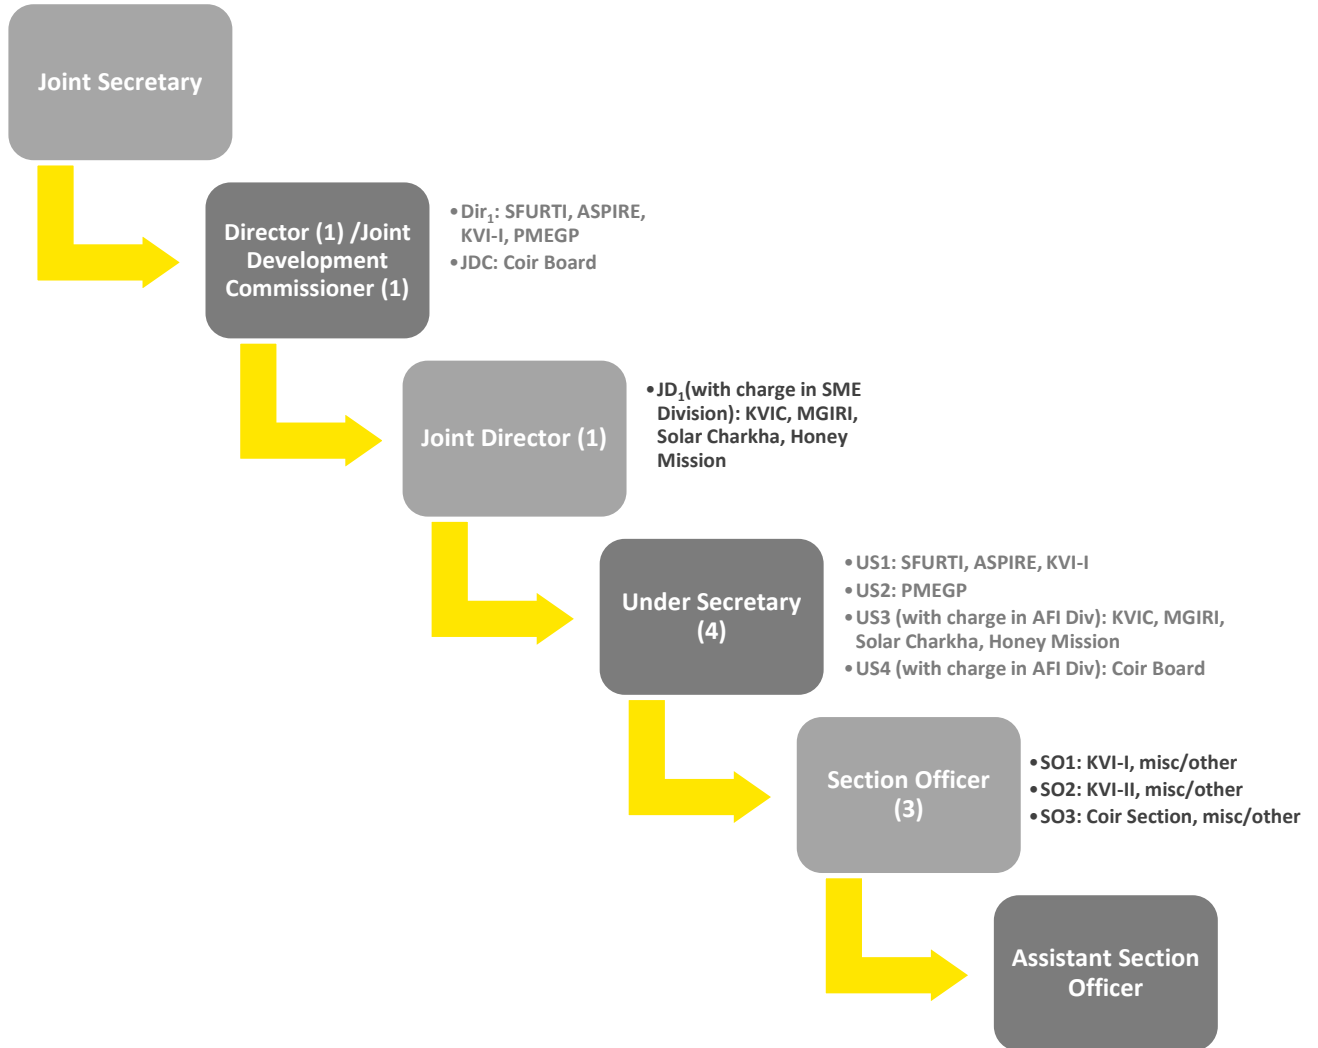 Joint Secretary
Director (1) /Joint
Development
Commissioner (1)
•Dir₁: SFURTI, ASPIRE,
KVI-I, PMEGP
•JDC: Coir Board
Joint Director (1)
•JD₁(with charge in SME
Division): KVIC, MGIRI,
Solar Charkha, Honey
Mission
Under Secretary
(4)
•US1: SFURTI, ASPIRE, KVI-I
•US2: PMEGP
•US3 (with charge in AFI Div): KVIC, MGIRI,
Solar Charkha, Honey Mission
•US4 (with charge in AFI Div): Coir Board
Section Officer
(3)
•SO1: KVI-I, misc/other
•SO2: KVI-II, misc/other
•SO3: Coir Section, misc/other
Assistant Section
Officer